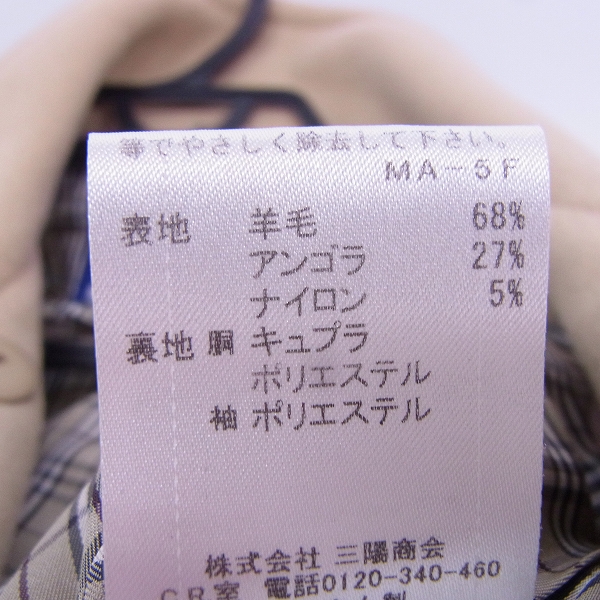 等でやさしく除去して下さい。
MA-5F
表地 羊毛 68%
アンゴラ 27%
ナイロン 5%
裏地 胴 キュプラ
ポリエステル
袖 ポリエステル
株式会社 三陽商会
CR室 電話0120-340-460